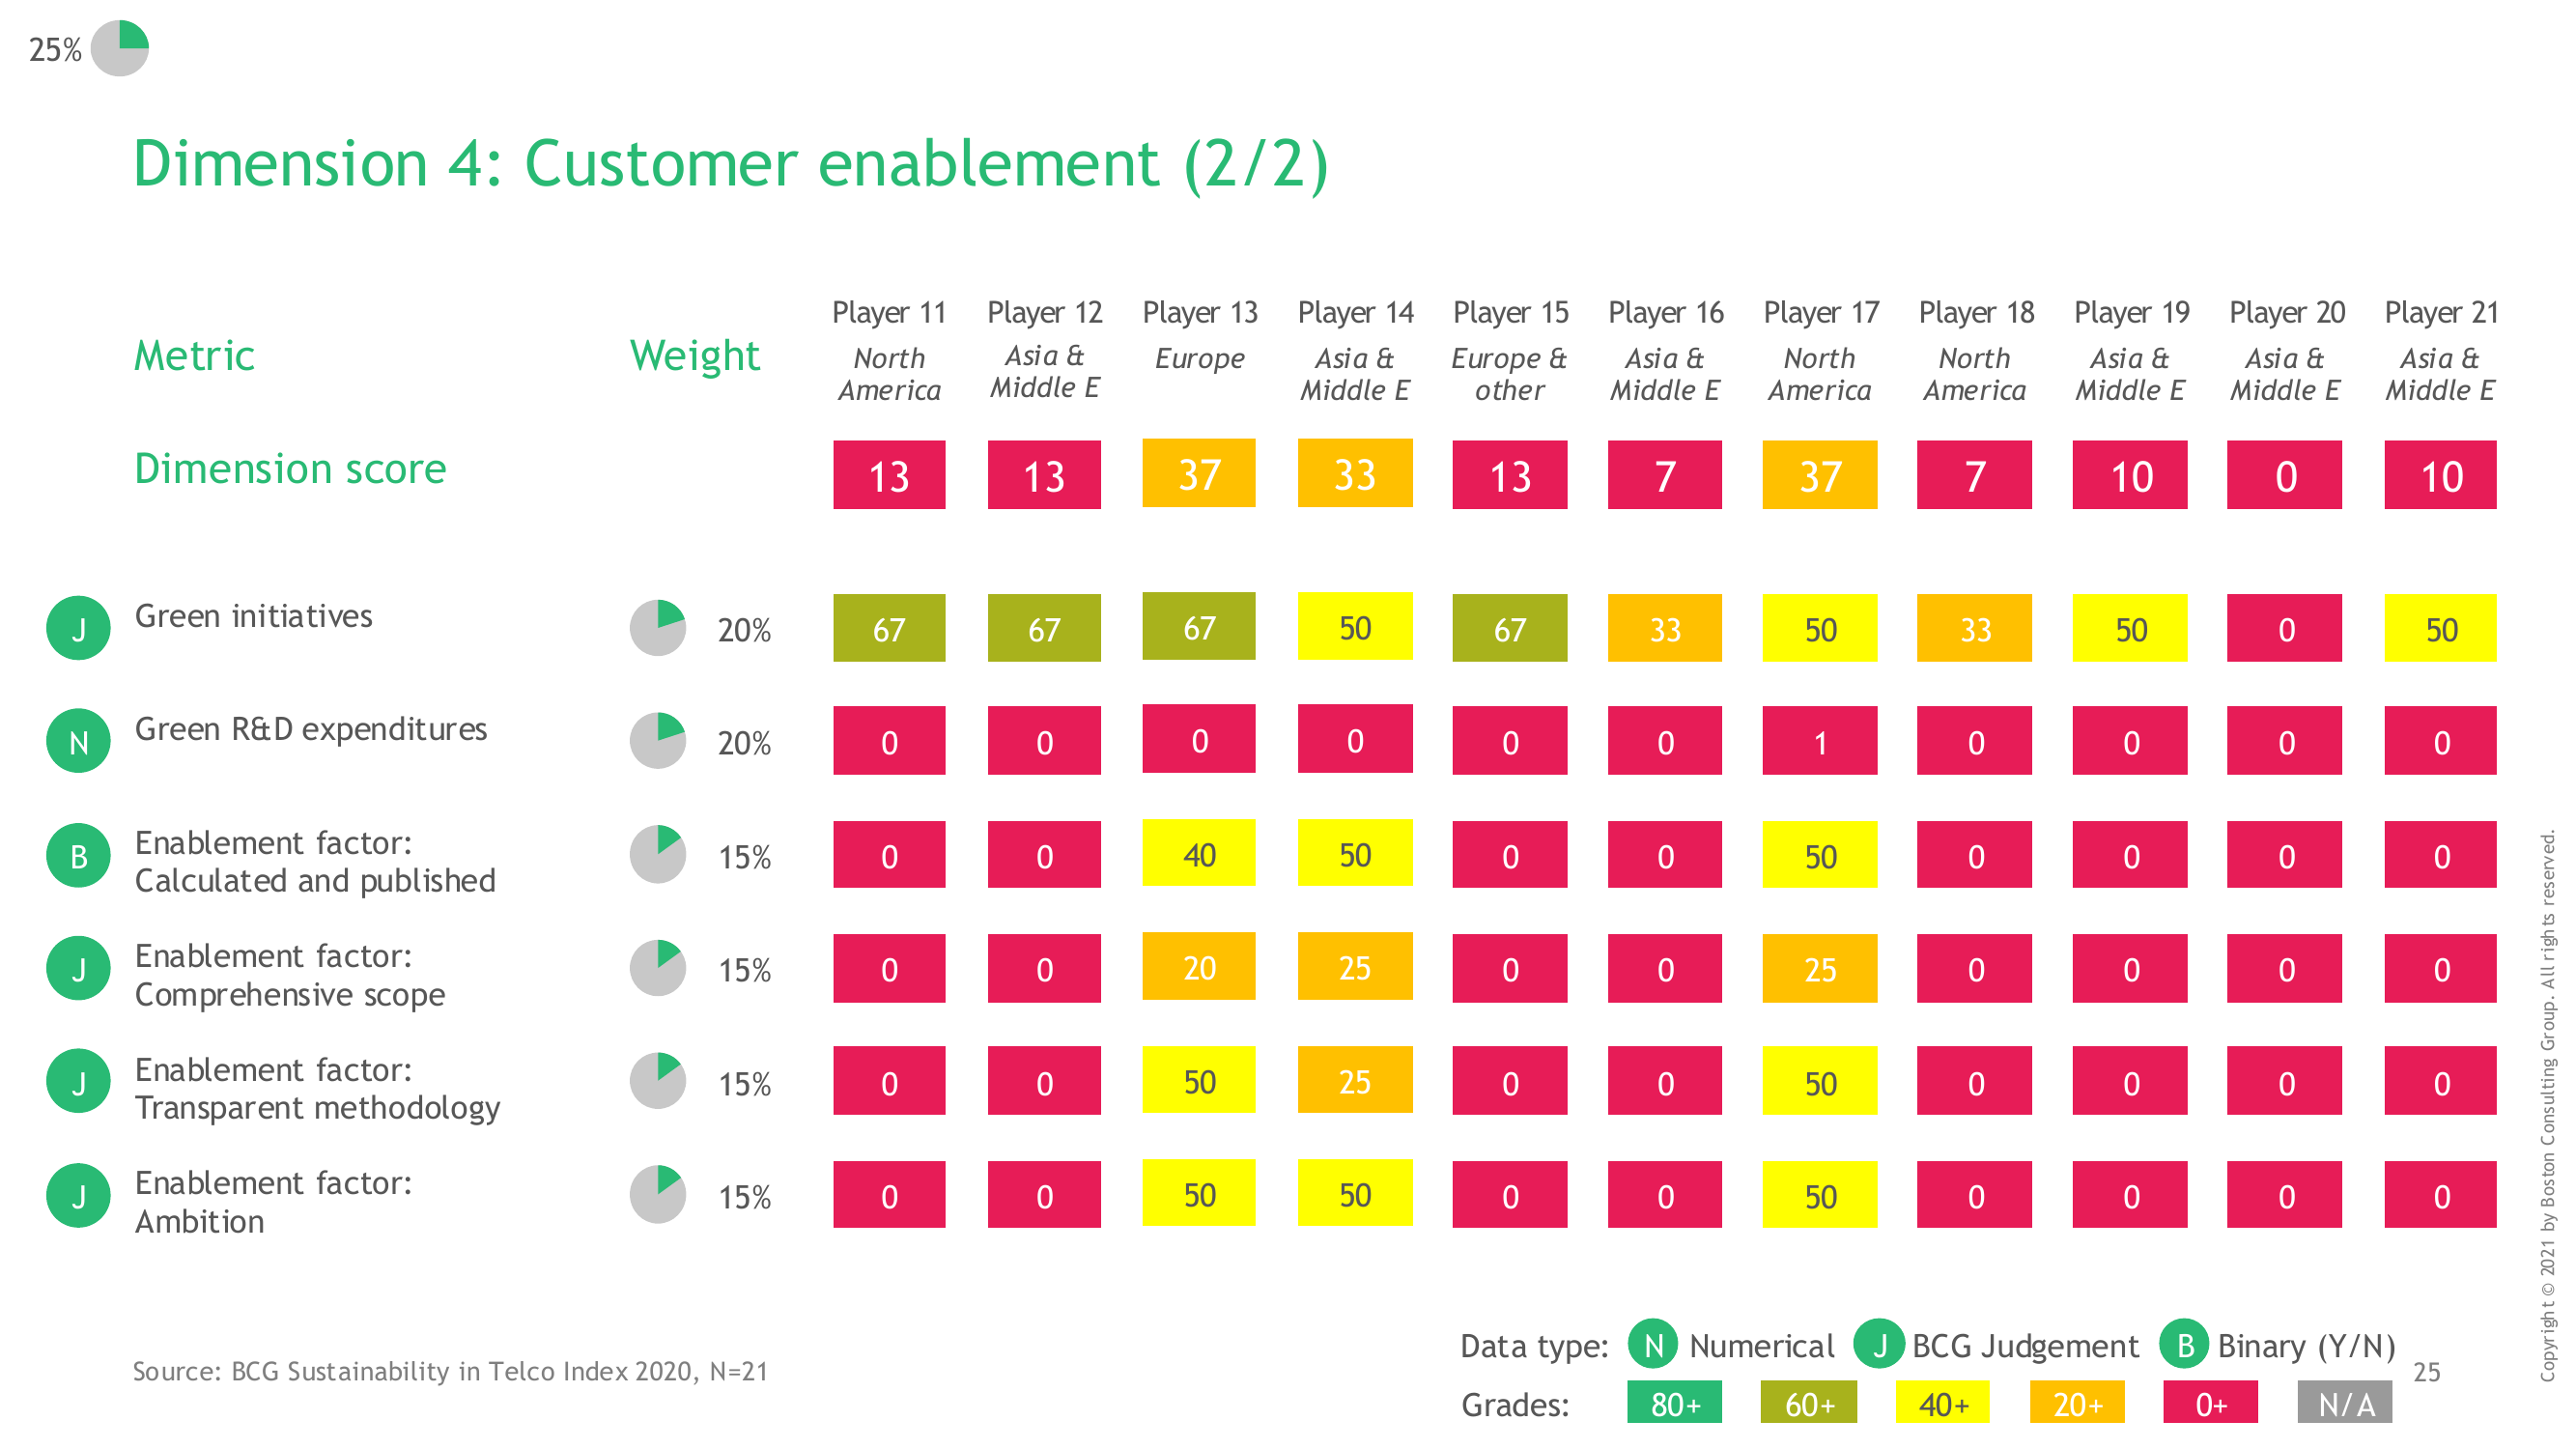 25%
Dimension 4: Customer enablement (2/2)
Metric Weight
Player 11 Player 12 Player 13 Player 14 Player 15 Player 16 Player 17 Player 18 Player 19 Player 20 Player 21
North Asia & Europe Asia & Europe & Asia & North North Asia & Asia & Asia &
America Middle E Middle E other Middle E America America Middle E Middle E Middle E
Dimension score 13 13 37 33 13 7 37 7 10 0 10
J Green initiatives 20% 67 67 67 50 67 33 50 33 50 0 50
N Green R&D expenditures 20% 0 0 0 0 0 0 1 0 0 0 0
B Enablement factor:
Calculated and published 15% 0 0 40 50 0 0 50 0 0 0 0
J Enablement factor:
Comprehensive scope 15% 0 0 20 25 0 0 25 0 0 0 0
J Enablement factor:
Transparent methodology 15% 0 0 50 25 0 0 50 0 0 0 0
J Enablement factor:
Ambition 15% 0 0 50 50 0 0 50 0 0 0 0
Data type: N Numerical J BCG Judgement B Binary (Y/N)
Grades: 80+ 60+ 40+ 20+ 0+ N/A
Source: BCG Sustainability in Telco Index 2020, N=21
25
Copyright © 2021 by Boston Consulting Group. All rights reserved.